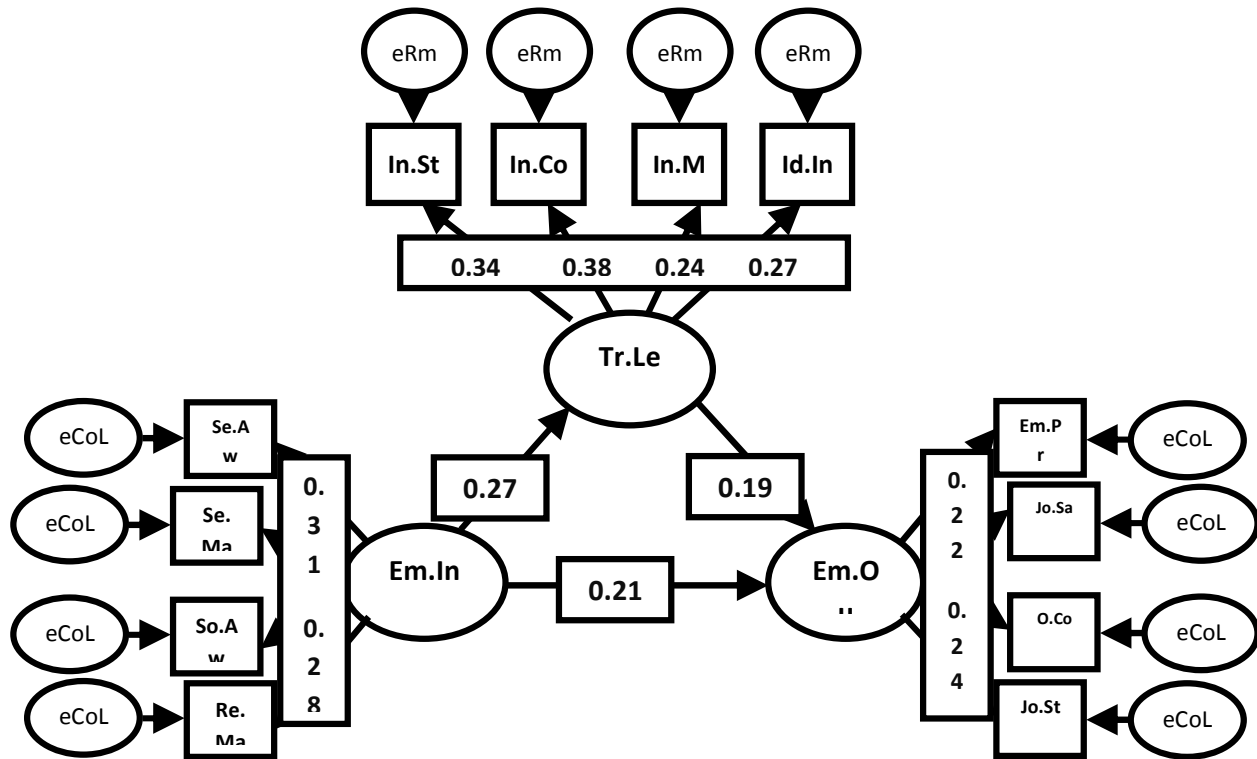 eRm eRm eRm eRm
In.St In.Co In.M Id.In
0.34 0.38 0.24 0.27
Tr.Le
eCoL
Se.A
w
Em.P
r
eCoL
0.27
0.19
eCoL
Se.
Ma
0.
3
1
0.
2
8
0.
2
2
0.
2
4
Jo.Sa
eCoL
Em.In
0.21
Em.O
eCoL
So.A
w
O.Co
eCoL
eCoL
Re.
Ma
Jo.St
eCoL